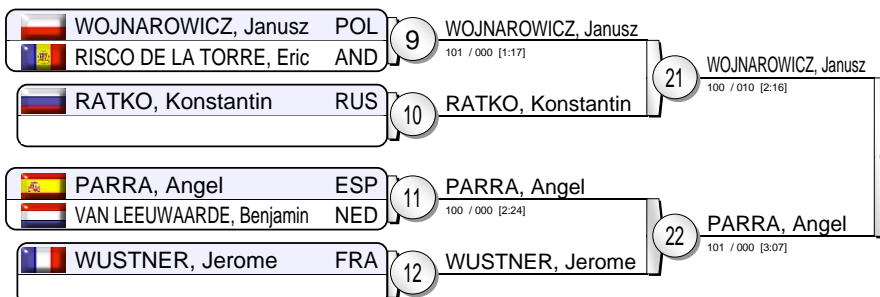 WOJNAROWICZ, Janusz POL
RISCO DE LA TORRE, Eric AND
9
WOJNAROWICZ, Janusz
101 / 000 [1:17]
RATKO, Konstantin RUS
10
RATKO, Konstantin
21
WOJNAROWICZ, Janusz
100 / 010 [2:16]
PARRA, Angel ESP
VAN LEEUWAARDE, Benjamin NED
11
PARRA, Angel
100 / 000 [2:24]
WUSTNER, Jerome FRA
12
WUSTNER, Jerome
22
PARRA, Angel
101 / 000 [3:07]